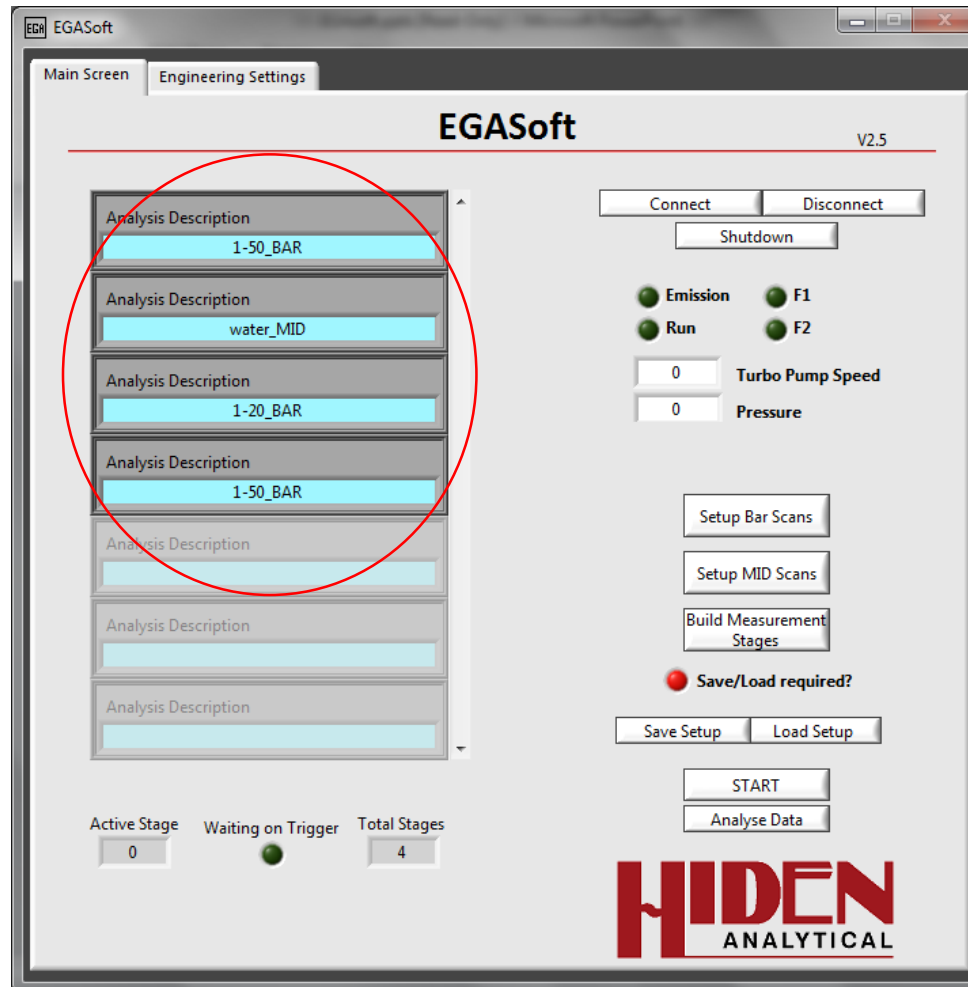 EGA EGASoft
Main Screen
Engineering Settings
EGASoft
V2.5
Analysis Description
1-50_BAR
Analysis Description
water_MID
Analysis Description
1-20_BAR
Analysis Description
1-50_BAR
Analysis Description
Analysis Description
Analysis Description
Active Stage
0
Waiting on Trigger
Total Stages
4
Connect
Disconnect
Shutdown
Emission
F1
Run
F2
0
Turbo Pump Speed
0
Pressure
Setup Bar Scans
Setup MID Scans
Build Measurement
Stages
Save/Load required?
Save Setup
Load Setup
START
Analyse Data
HIDEN
ANALYTICAL